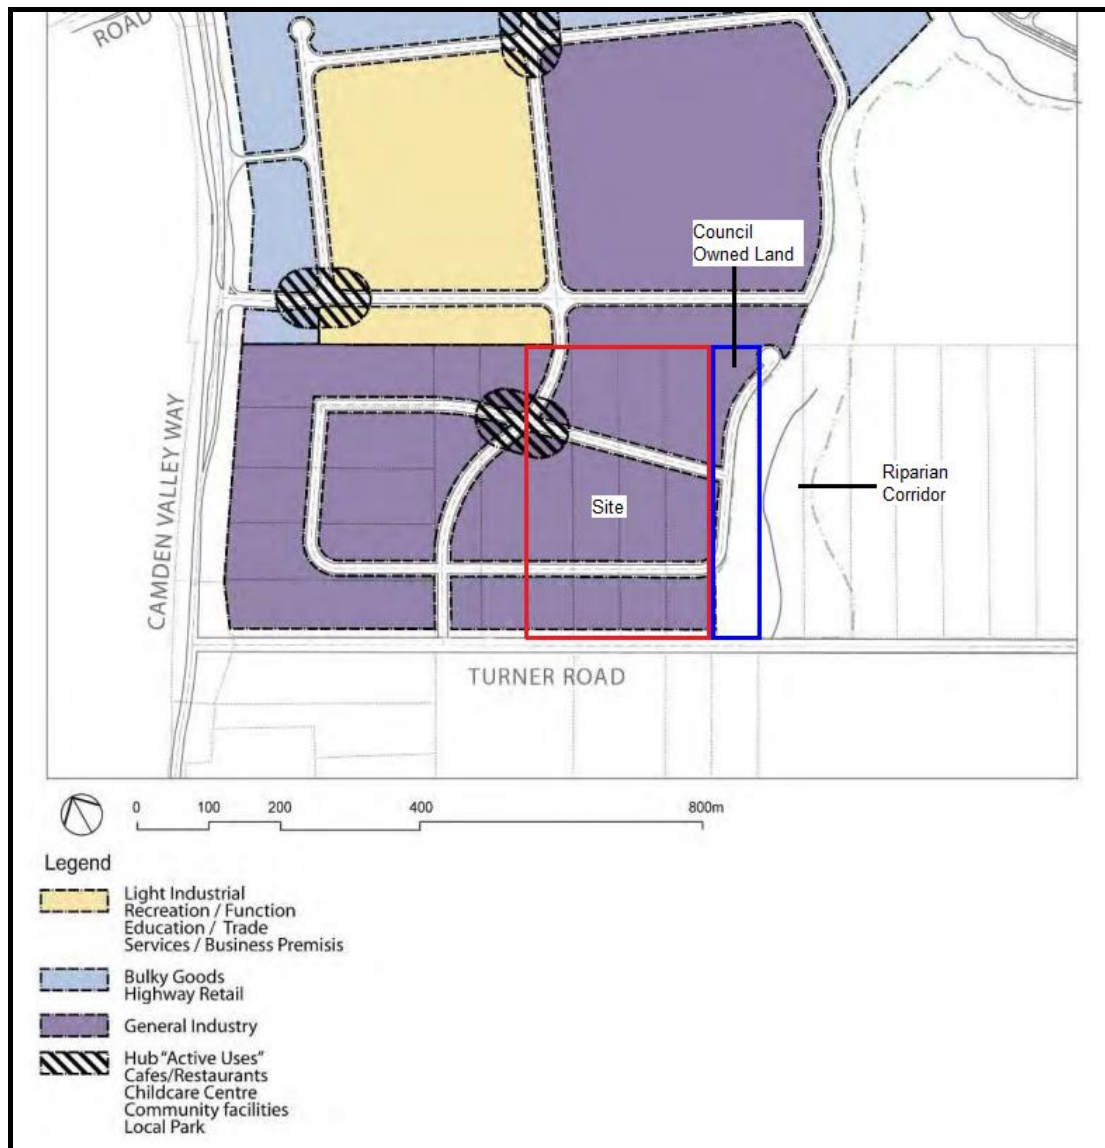 ROAD
Council
Owned Land
CAMDEN VALLEY WAY
Site
Riparian
Corridor
TURNER ROAD
0 100 200 400 800m
Legend
Light Industrial
Recreation / Function
Education / Trade
Services / Business Premisis
Bulky Goods
Highway Retail
General Industry
Hub "Active Uses"
Cafes/Restaurants
Childcare Centre
Community facilities
Local Park